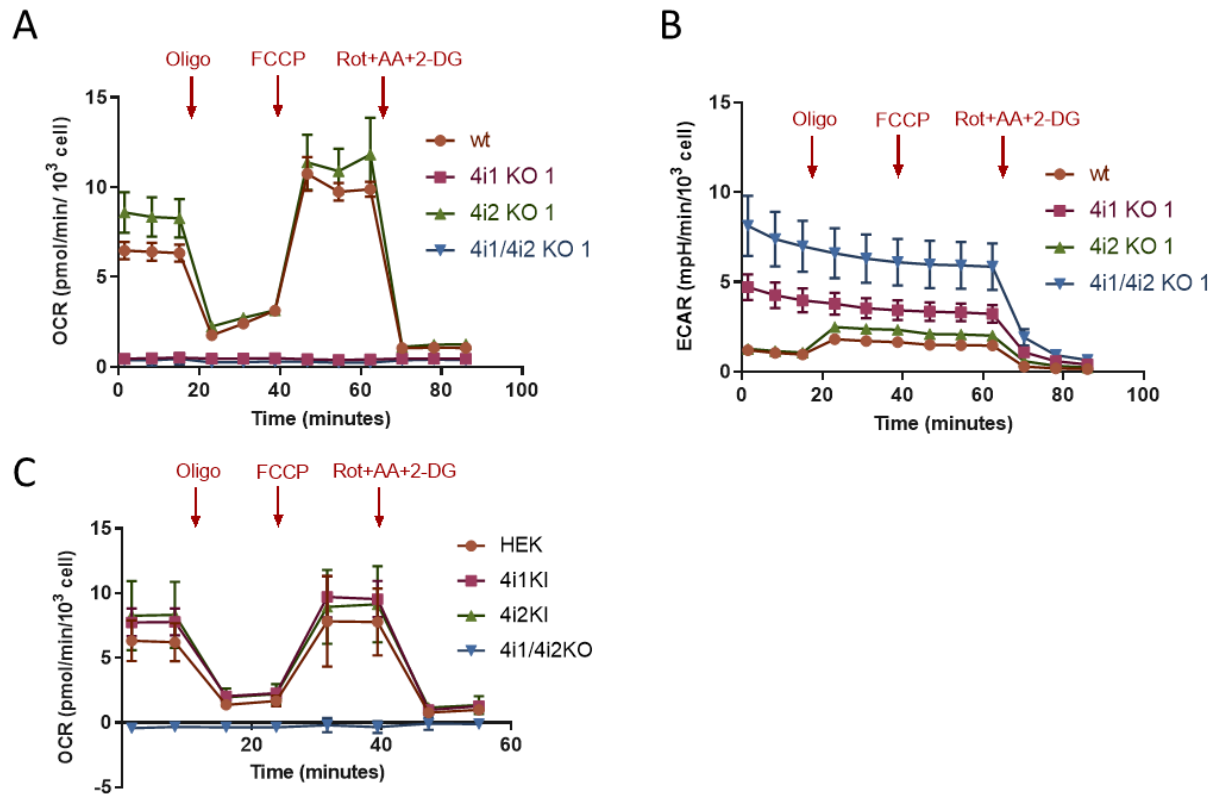 A
Oligo FCCP Rot+AA+2-DG
15
10
5
0
OCR (pmol/min/ 10³ cell)
0 20 40 60 80 100
Time (minutes)
wt
4i1 KO 1
4i2 KO 1
4i1/4i2 KO 1
B
Oligo FCCP Rot+AA+2-DG
15
10
5
0
ECAR (mpH/min/10³ cell)
0 20 40 60 80 100
Time (minutes)
wt
4i1 KO 1
4i2 KO 1
4i1/4i2 KO 1
C
Oligo FCCP Rot+AA+2-DG
15
10
5
0
-5
OCR (pmol/min/10³ cell)
20 40 60
Time (minutes)
HEK
4i1KI
4i2KI
4i1/4i2KO